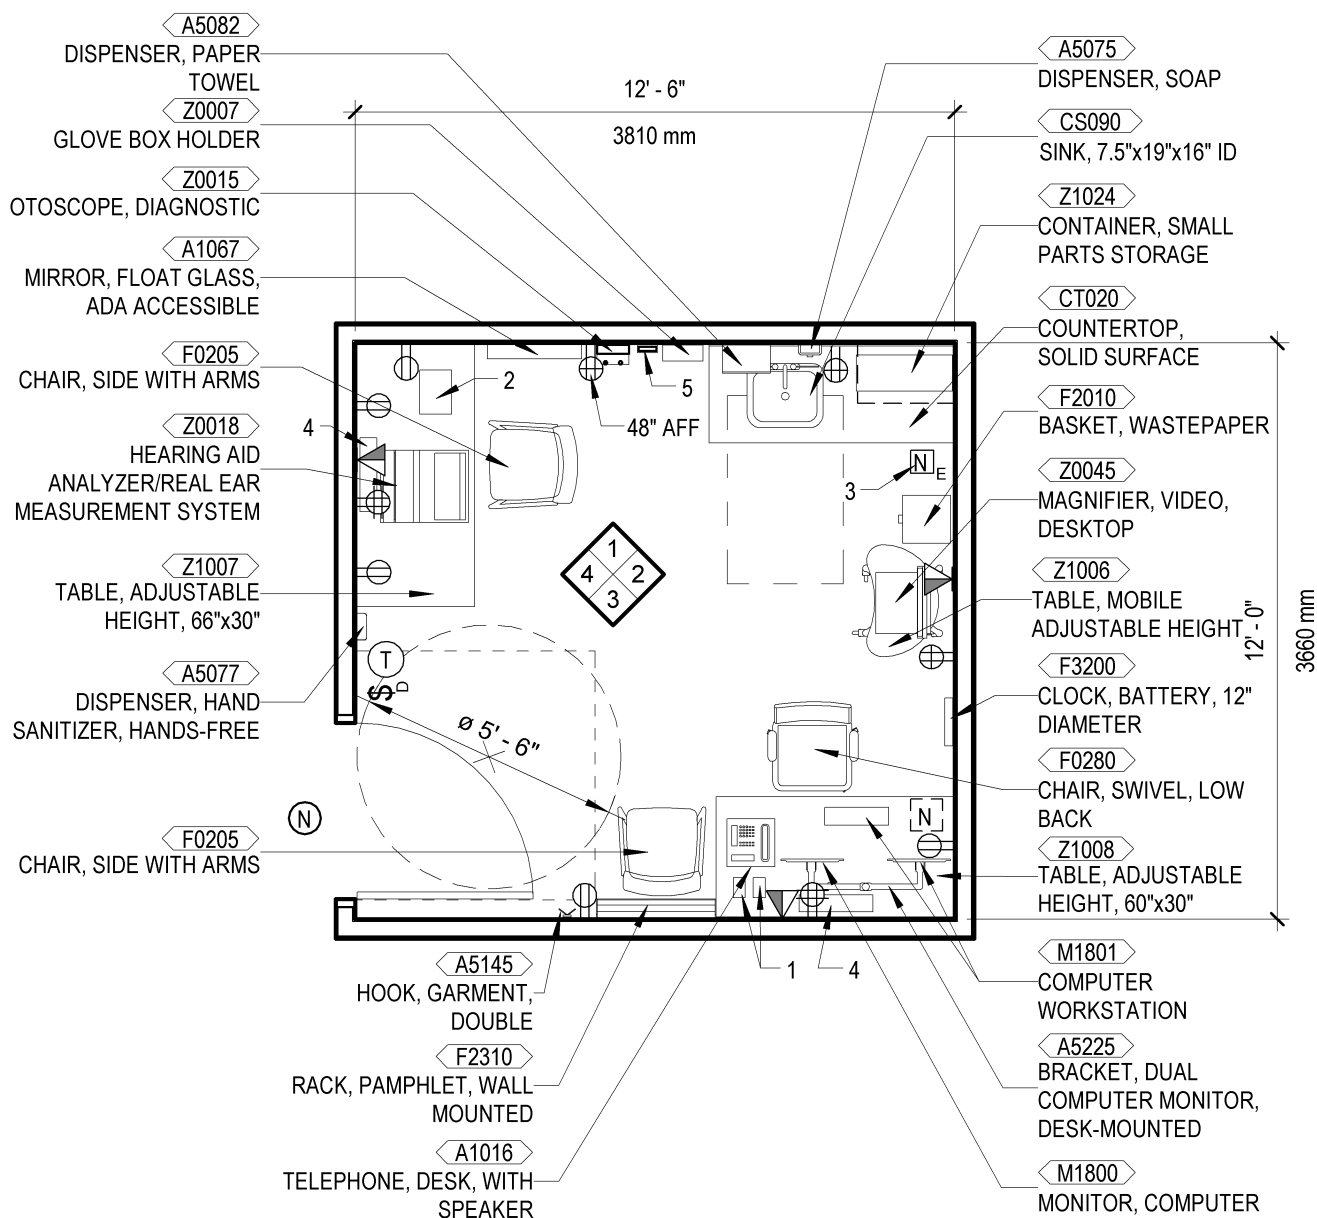 A5082
DISPENSER, PAPER
TOWEL
Z0007
GLOVE BOX HOLDER
Z0015
OTOSCOPE, DIAGNOSTIC
A1067
MIRROR, FLOAT GLASS,
ADA ACCESSIBLE
F0205
CHAIR, SIDE WITH ARMS
Z0018
HEARING AID
ANALYZER/REAL EAR
MEASUREMENT SYSTEM
Z1007
TABLE, ADJUSTABLE
HEIGHT, 66"x30"
A5077
DISPENSER, HAND
SANITIZER, HANDS-FREE
F0205
CHAIR, SIDE WITH ARMS
12' - 6"
3810 mm
2
5
4
48" AFF
N
E
3
1
4
2
3
T
$
D
ø 5' - 6"
N
N
K
1
4
A5145
HOOK, GARMENT,
DOUBLE
F2310
RACK, PAMPHLET, WALL
MOUNTED
A1016
TELEPHONE, DESK, WITH
SPEAKER
A5075
DISPENSER, SOAP
CS090
SINK, 7.5"x19"x16" ID
Z1024
CONTAINER, SMALL
PARTS STORAGE
CT020
COUNTERTOP,
SOLID SURFACE
F2010
BASKET, WASTEPAPER
Z0045
MAGNIFIER, VIDEO,
DESKTOP
Z1006
TABLE, MOBILE
ADJUSTABLE HEIGHT
12' - 0"
3660 mm
F3200
CLOCK, BATTERY, 12"
DIAMETER
F0280
CHAIR, SWIVEL, LOW
BACK
Z1008
TABLE, ADJUSTABLE
HEIGHT, 60"x30"
M1801
COMPUTER
WORKSTATION
A5225
BRACKET, DUAL
COMPUTER MONITOR,
DESK-MOUNTED
M1800
MONITOR, COMPUTER